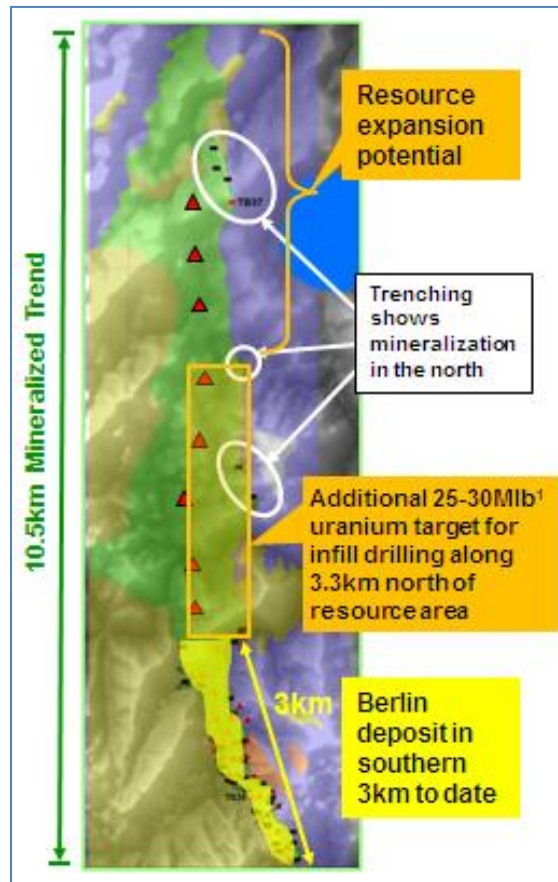 Resource
expansion
potential
TB07
Trenching
shows
mineralization
in the north
10.5km Mineralized Trend
Additional 25-30Mlb¹
uranium target for
infill drilling along
3.3km north of
resource area
3km
Berlin
deposit in
southern
3km to date